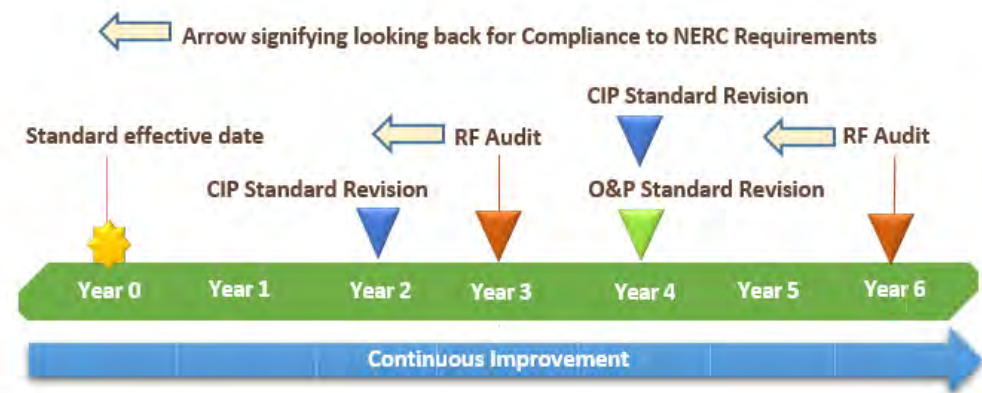 Arrow signifying looking back for Compliance to NERC Requirements
CIP Standard Revision
Standard effective date
RF Audit
RF Audit
CIP Standard Revision
O&P Standard Revision
Year 0
Year 1
Year 2
Year 3
Year 4
Year 5
Year 6
Continuous Improvement